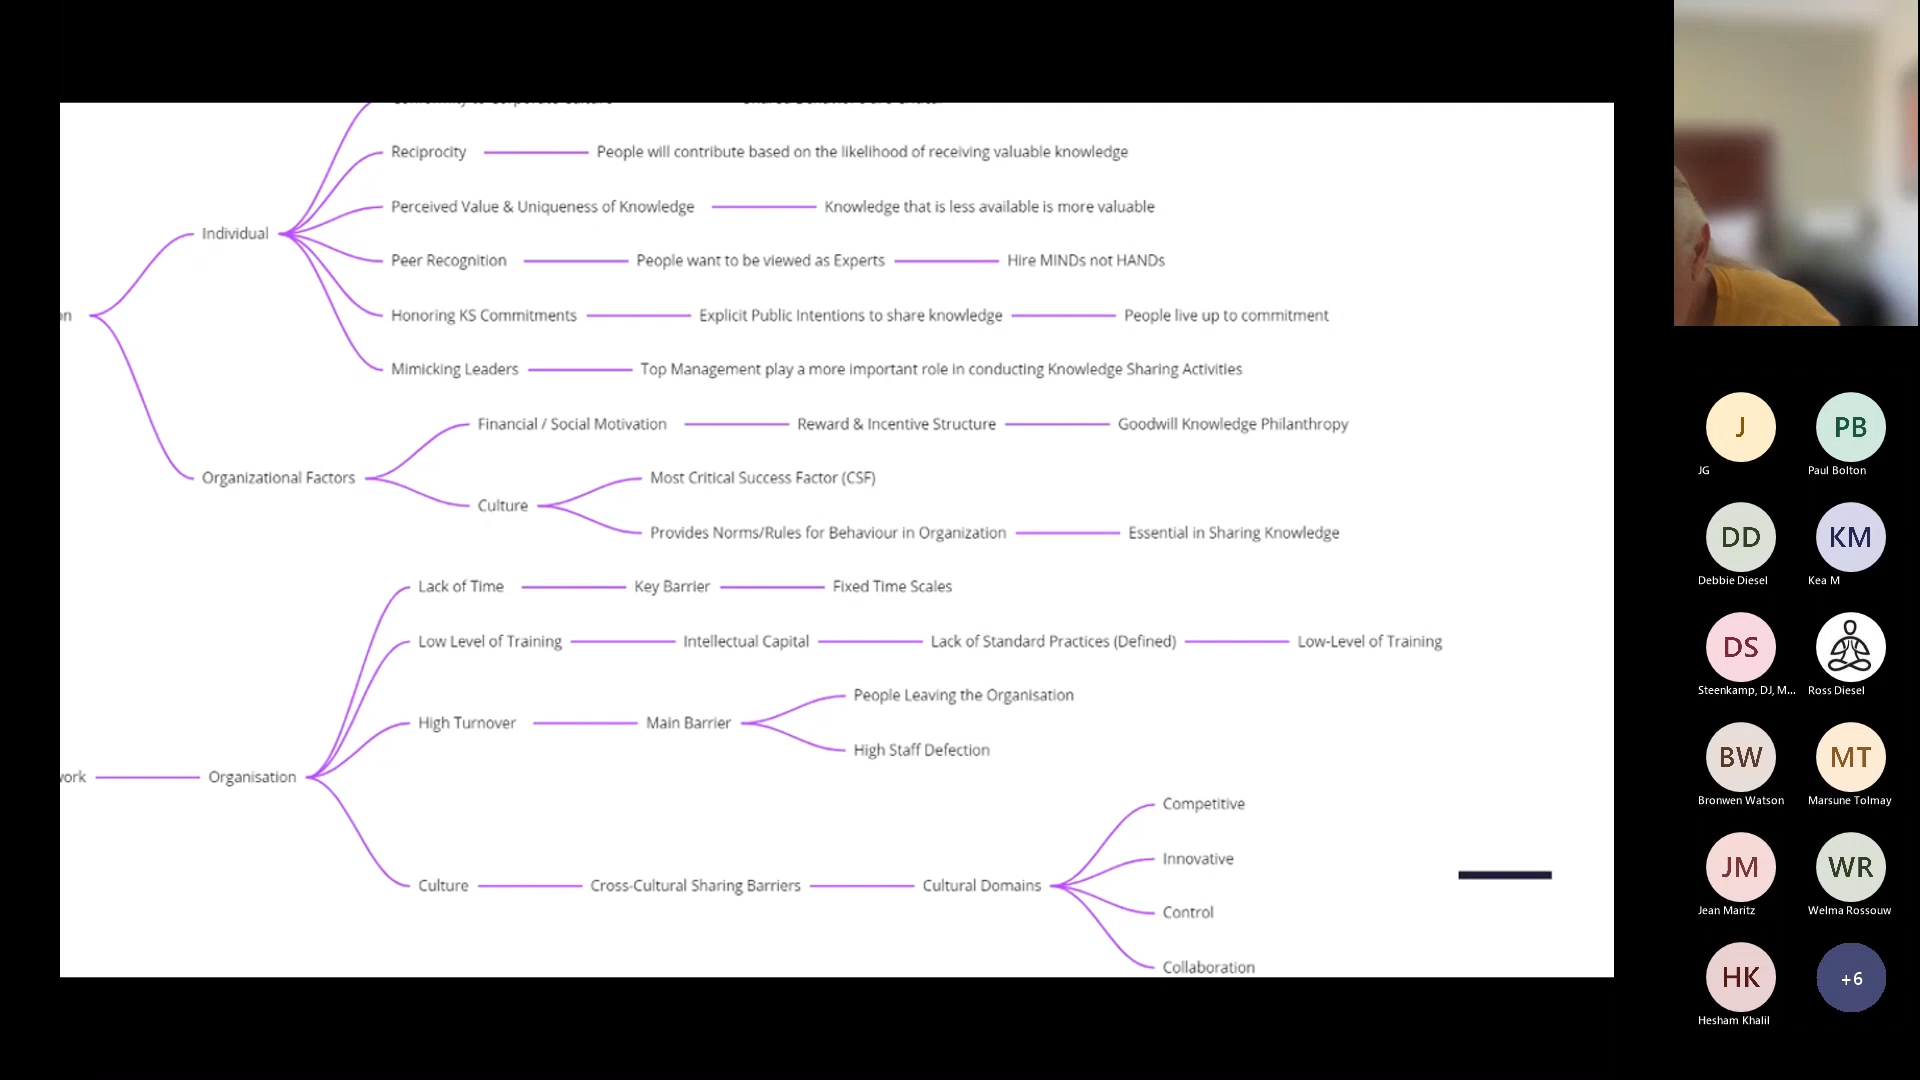 Reciprocity People will contribute based on the likelihood of receiving valuable knowledge
Perceived Value & Uniqueness of Knowledge Knowledge that is less available is more valuable
Individual
Peer Recognition People want to be viewed as Experts Hire MINDs not HANDs
Honoring KS Commitments Explicit Public Intentions to share knowledge People live up to commitment
Mimicking Leaders Top Management play a more important role in conducting Knowledge Sharing Activities
Financial / Social Motivation Reward & Incentive Structure Goodwill Knowledge Philanthropy
Organizational Factors Most Critical Success Factor (CSF)
Culture
Provides Norms/Rules for Behaviour in Organization Essential in Sharing Knowledge
Lack of Time Key Barrier Fixed Time Scales
Low Level of Training Intellectual Capital Lack of Standard Practices (Defined) Low-Level of Training
People Leaving the Organisation
High Turnover Main Barrier
High Staff Defection
Organisation
Competitive
Innovative
Culture Cross-Cultural Sharing Barriers Cultural Domains
Control
Collaboration
J PB
JG Paul Bolton
DD KM
Debbie Diesel Kea M
DS
Steenkamp, DJ, M... Ross Diesel
BW MT
Bronwen Watson Marsune Tolmay
JM WR
Jean Maritz Welma Rossouw
HK +6
Hesham Khalil